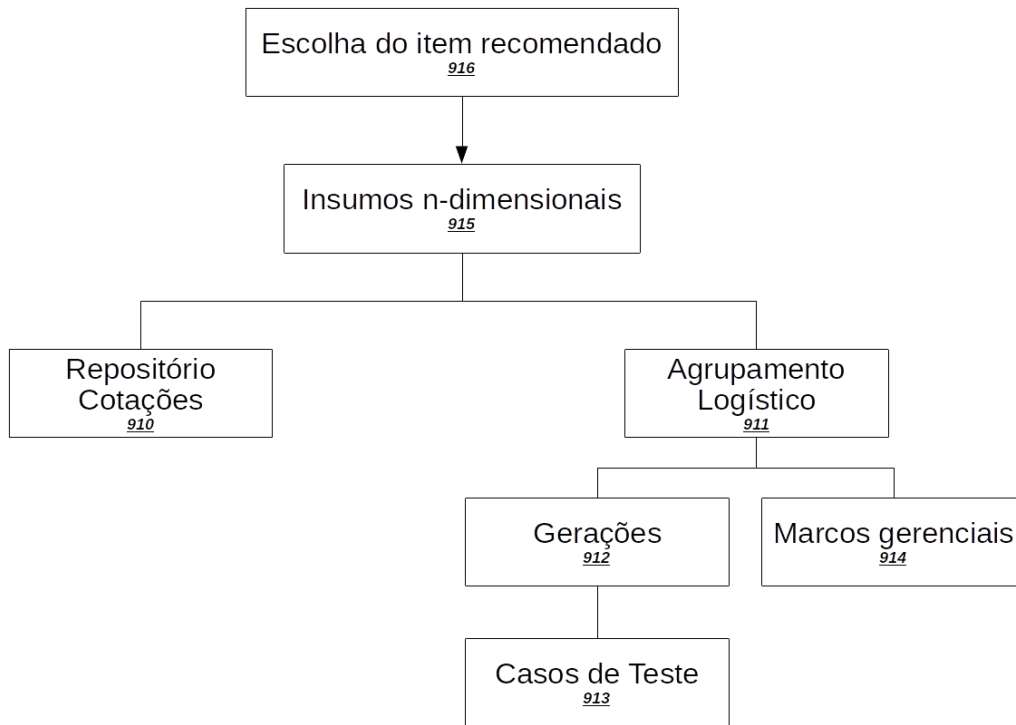 Escolha do item recomendado
916
Insumos n-dimensionais
915
Repositório
Cotações
910
Agrupamento
Logístico
911
Gerações
912
Marcos gerenciais
914
Casos de Teste
913